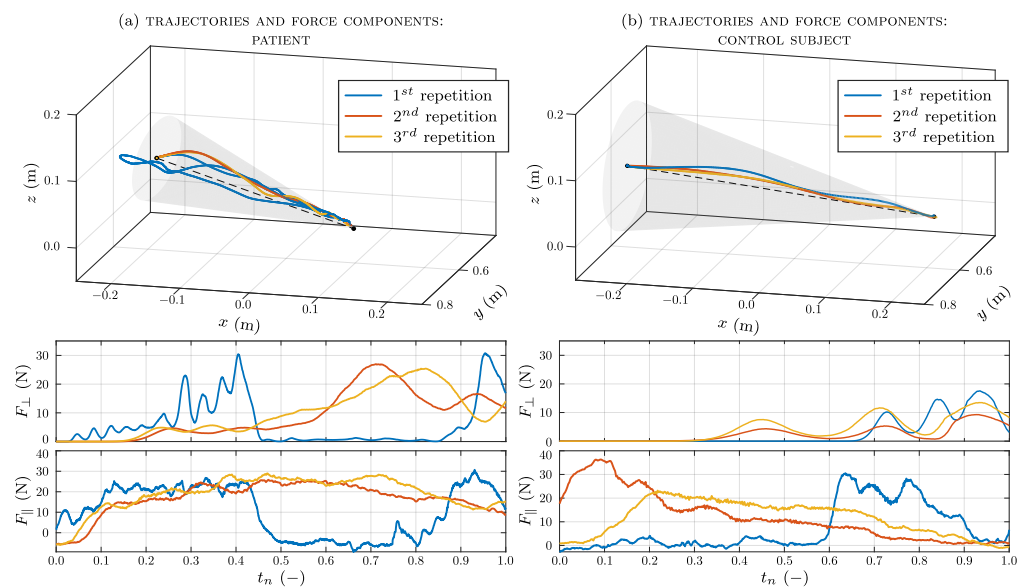 (a) TRAJECTORIES AND FORCE COMPONENTS:
PATIENT
1st repetition
2nd repetition
3rd repetition
0.2
0.1
0.0
z (m)
−0.2
−0.1
0.0
0.1
0.2
x (m)
0.8
0.6
y (m)
(b) TRAJECTORIES AND FORCE COMPONENTS:
CONTROL SUBJECT
1st repetition
2nd repetition
3rd repetition
0.2
0.1
0.0
z (m)
−0.2
−0.1
0.0
0.1
0.2
x (m)
0.8
0.6
y (m)
30
20
10
0
F⊥ (N)
30
20
10
0
F∥ (N)
0.0 0.1 0.2 0.3 0.4 0.5 0.6 0.7 0.8 0.9 1.0
tn (−)
30
20
10
0
F⊥ (N)
30
20
10
0
F∥ (N)
0.0 0.1 0.2 0.3 0.4 0.5 0.6 0.7 0.8 0.9 1.0
tn (−)